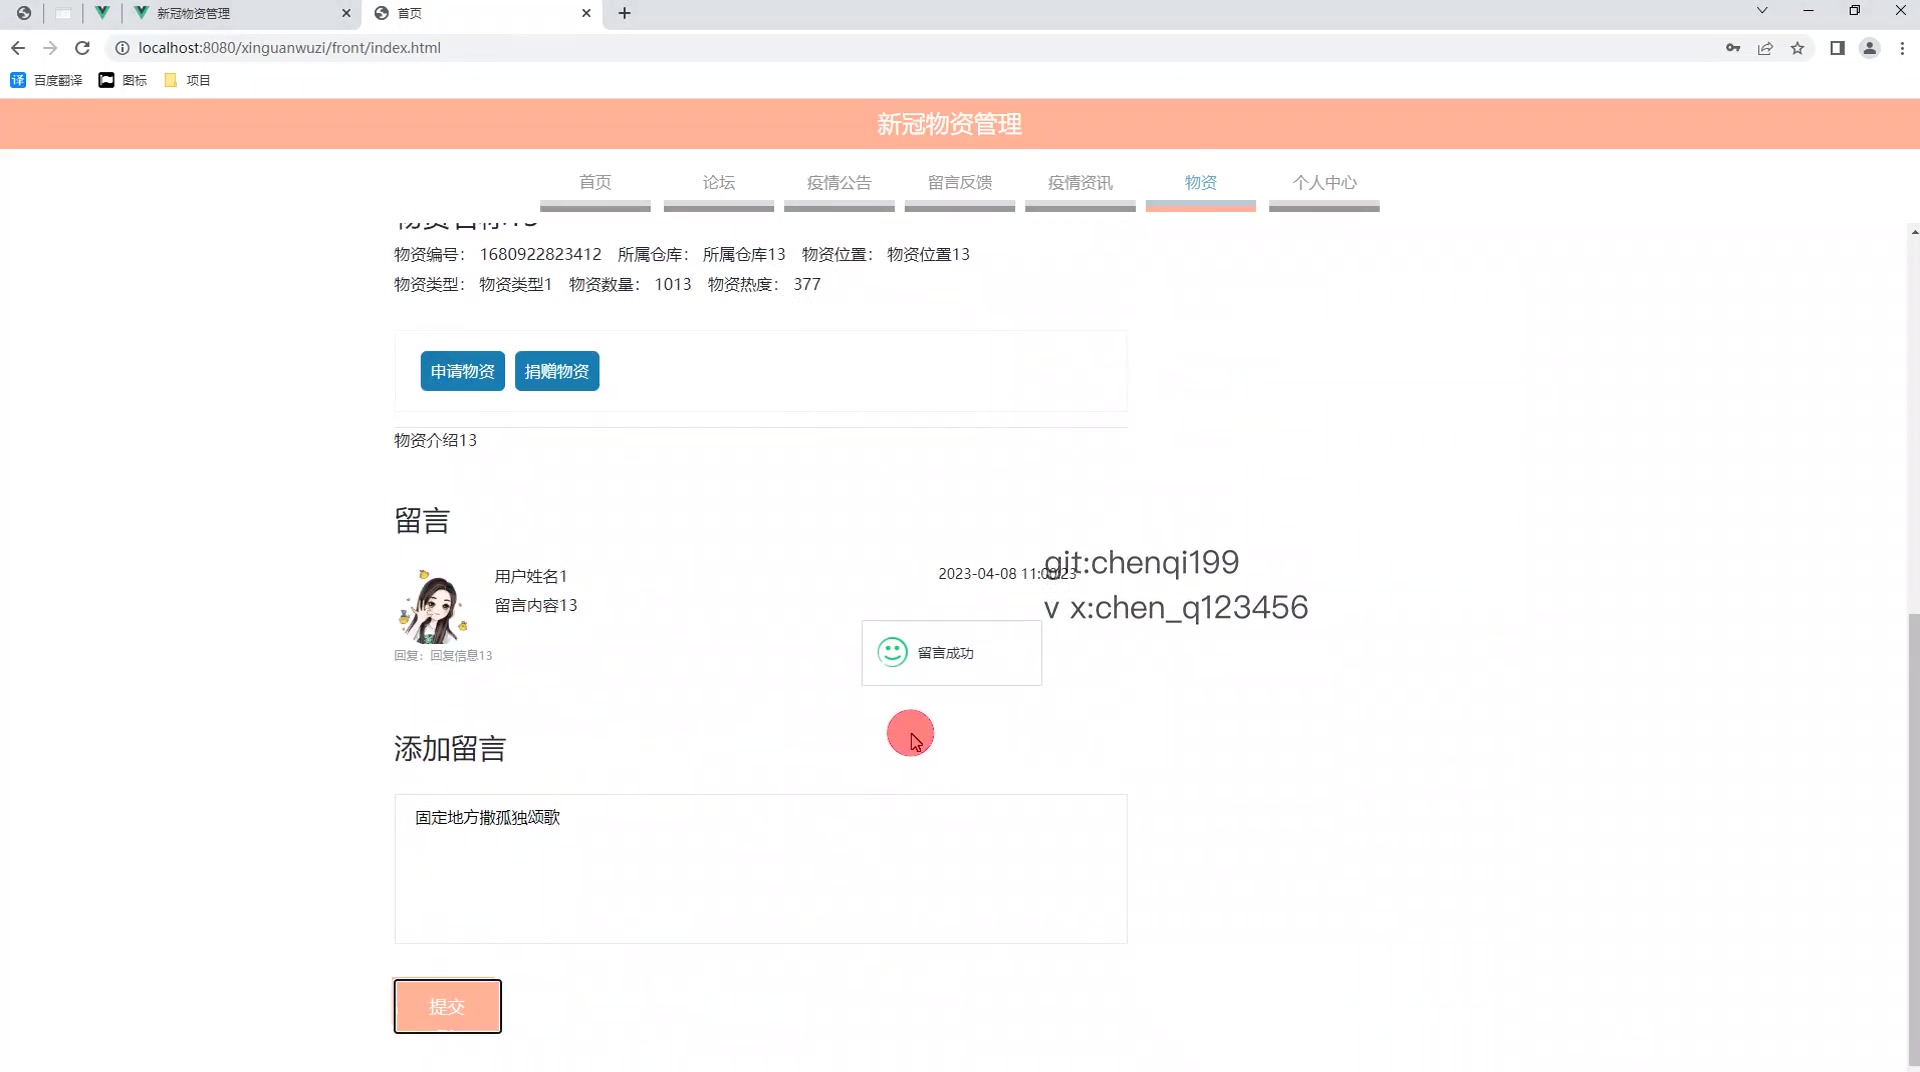 新冠物资管理
首页
localhost:8080/xinguanwuzi/front/index.html
百度翻译 图标 项目
新冠物资管理
首页 论坛 疫情公告 留言反馈 疫情资讯 物资 个人中心
物资名称13
物资编号： 1680922823412 所属仓库： 所属仓库13 物资位置： 物资位置13
物资类型： 物资类型1 物资数量： 1013 物资热度： 377
申请物资 捐赠物资
物资介绍13
留言
用户姓名1
2023-04-08 11:00:23
留言内容13
回复：回复信息13
git:chenqi199
v x:chen_q123456
留言成功
添加留言
固定地方撒孤独颂歌
提交